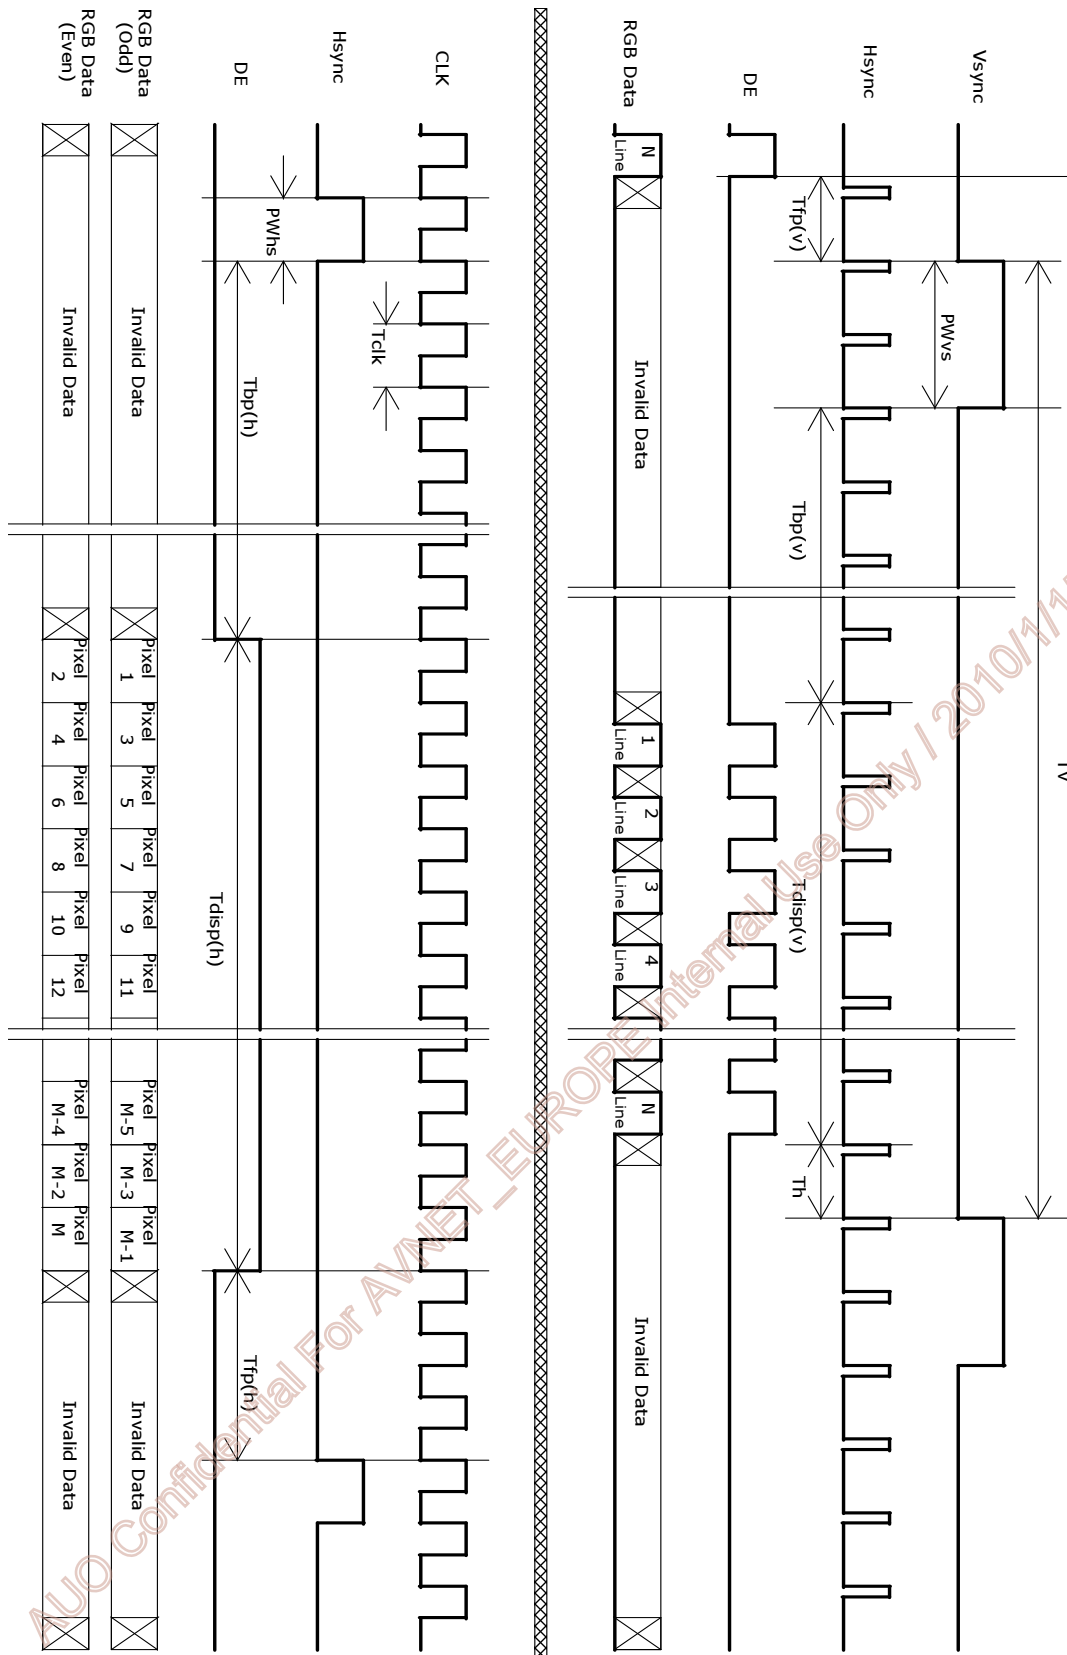 Vsync
Tv
PWvs
Hsync
Tfp(v)
Tbp(v)
Tdisp(v)
Th
DE
RGB Data
Line N
Invalid Data
Line 1
Line 2
Line 3
Line 4
Line N
Invalid Data
CLK
Tclk
Hsync
PWhs
DE
Tbp(h)
Tdisp(h)
Tfp(h)
RGB Data
(Odd)
Invalid Data
Pixel 1
Pixel 3
Pixel 5
Pixel 7
Pixel 9
Pixel 11
Pixel M-5
Pixel M-3
Pixel M-1
Invalid Data
RGB Data
(Even)
Invalid Data
Pixel 2
Pixel 4
Pixel 6
Pixel 8
Pixel 10
Pixel 12
Pixel M-4
Pixel M-2
Pixel M
Invalid Data
AUO Confidential For AVNET_EUROPE Internal Use Only / 2010/1/1